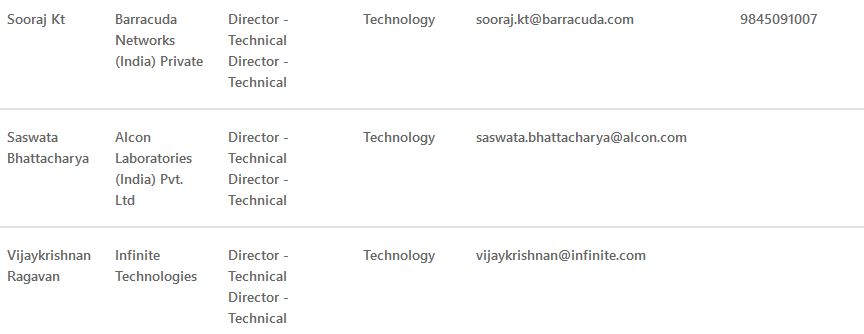 Sooraj Kt Barracuda Director - Technology sooraj.kt@barracuda.com 9845091007
Networks Technical
(India) Private Director -
Technical
Saswata Alcon Director - Technology saswata.bhattacharya@alcon.com
Bhattacharya Laboratories Technical
(India) Pvt. Director -
Ltd Technical
Vijaykrishnan Infinite Director - Technology vijaykrishnan@infinite.com
Ragavan Technologies Technical
Director -
Technical